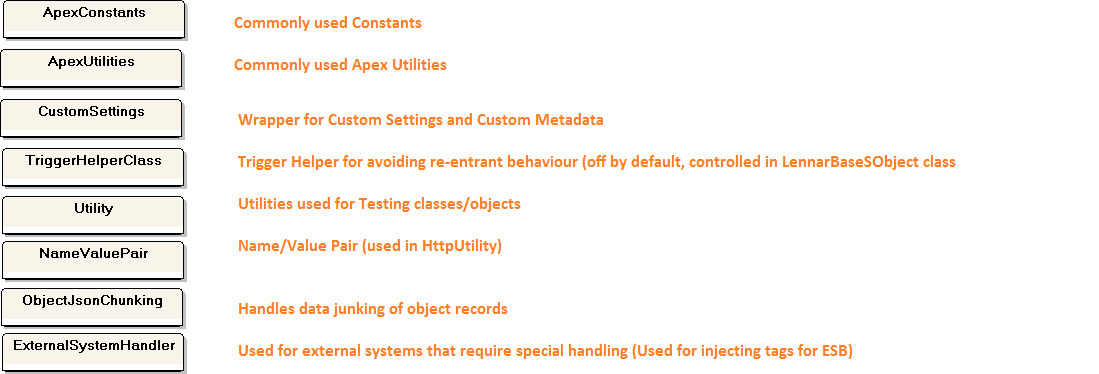 ApexConstants
Commonly used Constants
ApexUtilities
Commonly used Apex Utilities
CustomSettings
Wrapper for Custom Settings and Custom Metadata
TriggerHelperClass
Trigger Helper for avoiding re-entrant behaviour (off by default, controlled in LennarBaseSObject class
Utility
Utilities used for Testing classes/objects
NameValuePair
Name/Value Pair (used in HttpUtility)
ObjectJsonChunking
Handles data junking of object records
ExternalSystemHandler
Used for external systems that require special handling (Used for injecting tags for ESB)